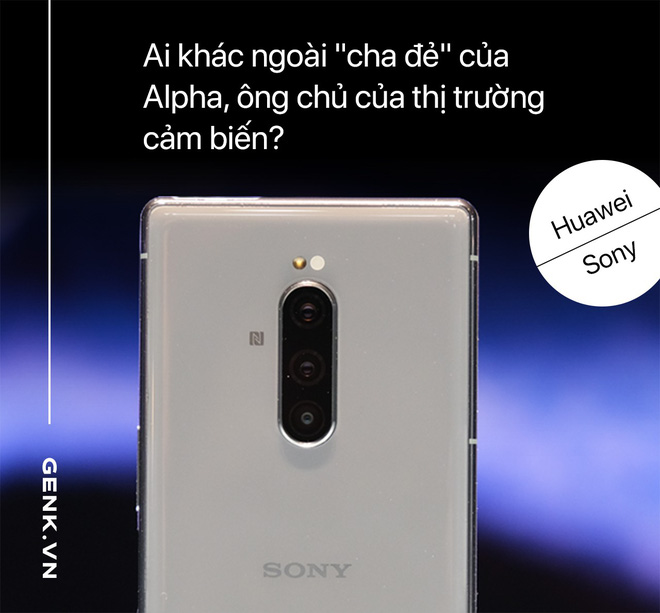 Ai khác ngoài "cha đẻ" của
Alpha, ông chủ của thị trường
cảm biến?
Huawei
Sony
SONY
GENK.VN